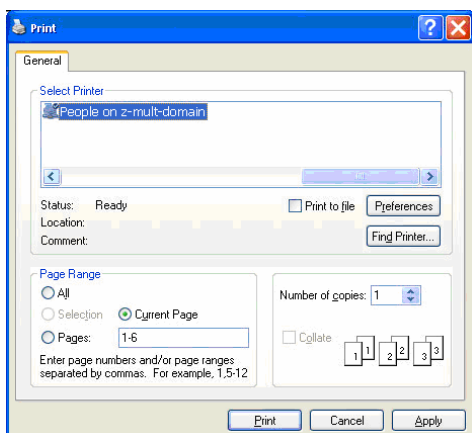 Print
General
Select Printer
People on z-mult-domain
Status: Ready
Print to file
Preferences
Location:
Comment:
Find Printer...
Page Range
All
Selection
Current Page
Pages: 1-6
Enter page numbers and/or page ranges
separated by commas. For example, 1,5-12
Number of copies: 1
Collate
1 1 2 2 3 3
Print
Cancel
Apply